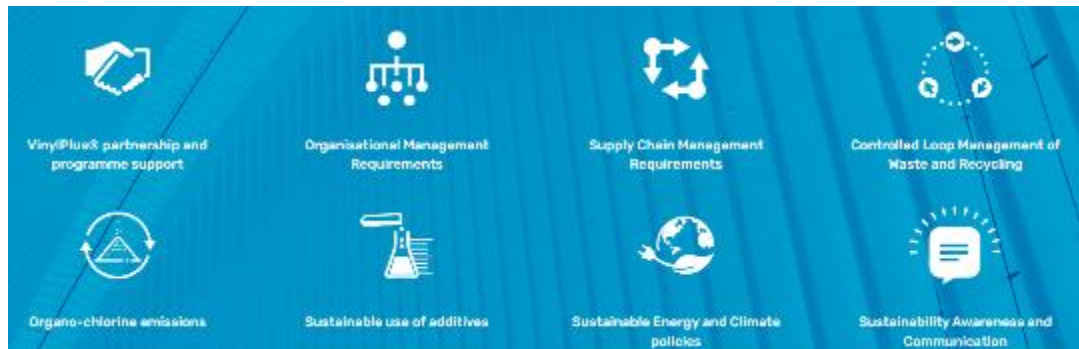 VinylPlus® partnership and
programme support
Organisational Management
Requirements
Supply Chain Management
Requirements
Controlled Loop Management of
Waste and Recycling
Organo-chlorine emissions
Sustainable use of additives
Sustainable Energy and Climate
policies
Sustainability Awareness and
Communication